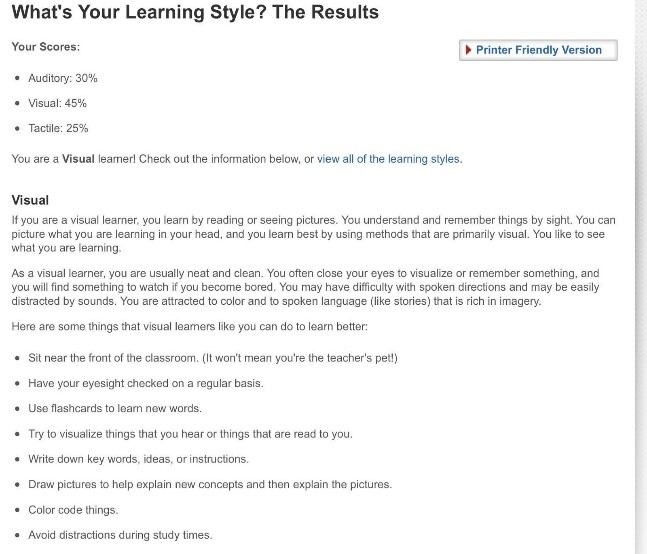 What's Your Learning Style? The Results
Your Scores:
Printer Friendly Version
• Auditory: 30%
• Visual: 45%
• Tactile: 25%
You are a Visual learner! Check out the information below, or view all of the learning styles.
Visual
If you are a visual learner, you learn by reading or seeing pictures. You understand and remember things by sight. You can
picture what you are learning in your head, and you learn best by using methods that are primarily visual. You like to see
what you are learning.
As a visual learner, you are usually neat and clean. You often close your eyes to visualize or remember something, and
you will find something to watch if you become bored. You may have difficulty with spoken directions and may be easily
distracted by sounds. You are attracted to color and to spoken language (like stories) that is rich in imagery.
Here are some things that visual learners like you can do to learn better:
• Sit near the front of the classroom. (It won't mean you're the teacher's pet!)
• Have your eyesight checked on a regular basis.
• Use flashcards to learn new words.
• Try to visualize things that you hear or things that are read to you.
• Write down key words, ideas, or instructions.
• Draw pictures to help explain new concepts and then explain the pictures.
• Color code things.
• Avoid distractions during study times.